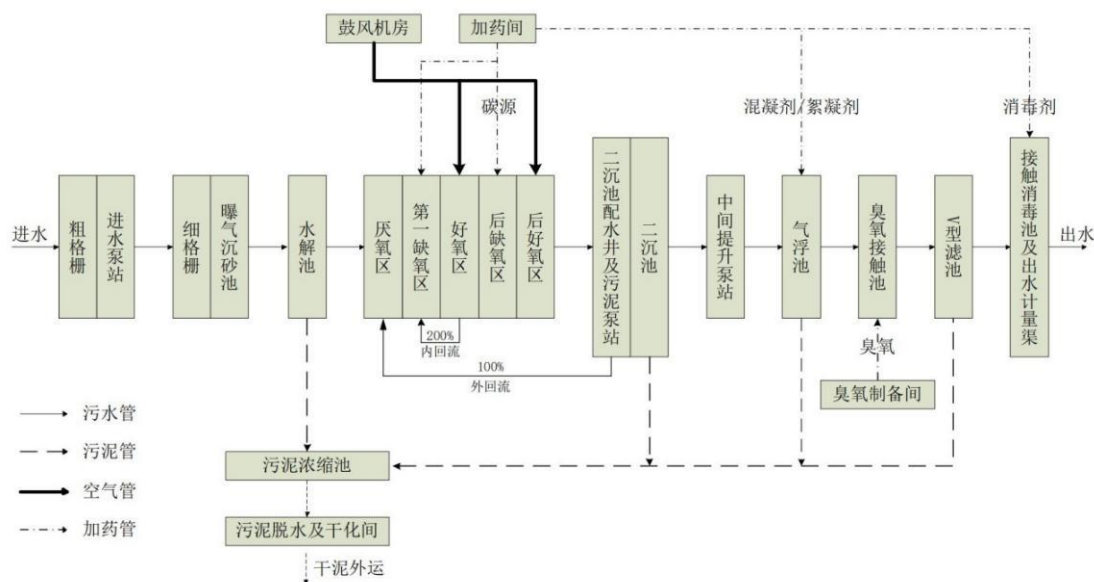 鼓风机房
加药间
碳源
混凝剂/絮凝剂
消毒剂
进水
粗格栅
进水泵站
细格栅
曝气沉砂池
水解池
厌氧区
第一缺氧区
好氧区
后缺氧区
后好氧区
二沉池配水井及污泥泵站
二沉池
中间提升泵站
气浮池
臭氧接触池
V型滤池
接触消毒池及出水计量渠
出水
200%
内回流
100%
外回流
臭氧
臭氧制备间
污水管
污泥管
空气管
加药管
污泥浓缩池
污泥脱水及干化间
干泥外运